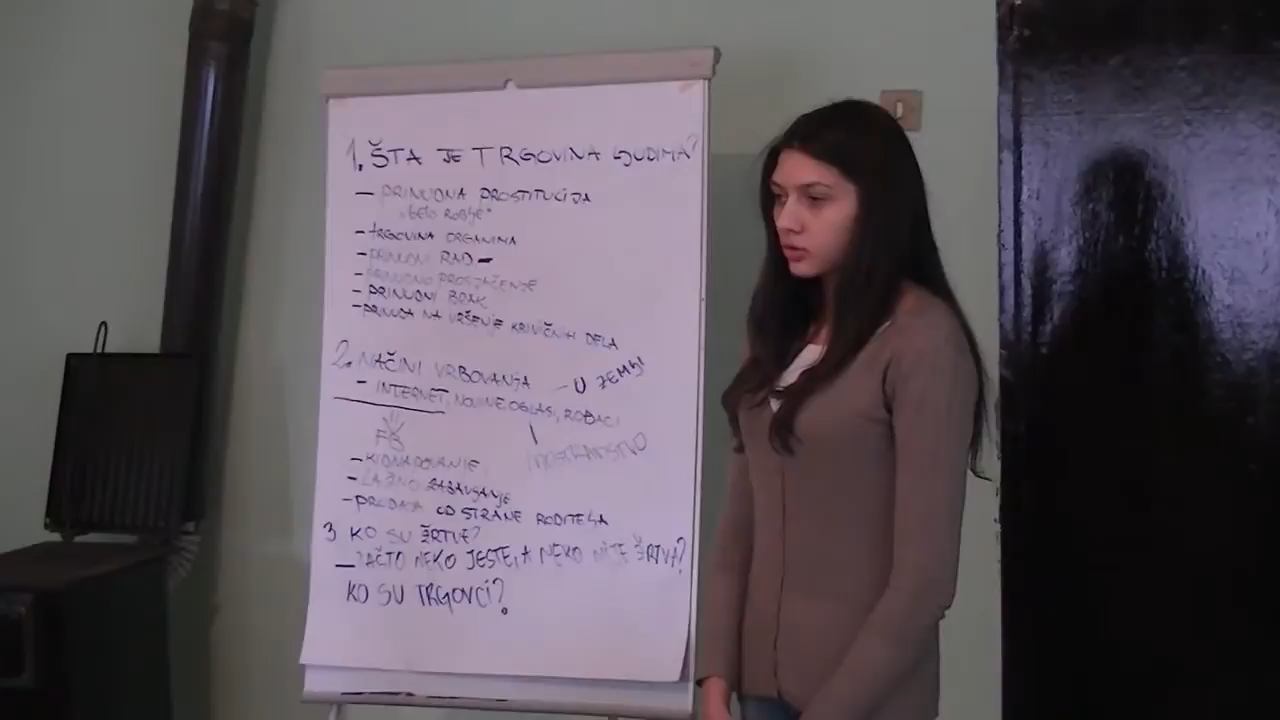 1. ŠTA JE TRGOVINA LJUDIMA?
- PRINUDNA PROSTITUCIJA
"BELO ROBLJE"
- TRGOVINA ORGANIMA
- PRINUDNI RAD -
- PRINUDNO PROSJAČENJE
- PRINUDNI BRAK
- PRINUDA NA VRŠENJE KRIVIČNIH DELA
2. NAČINI VRBOVANJA - U ZEMLJI
- INTERNET, NOVINE, OGLASI, ROĐACI
FB
INOSTRANSTVO
- KIDNAPOVANJE
- LAŽNO ZABAVLJANJE
- PRODAJA OD STRANE RODITELJA
3 KO SU ŽRTVE?
- ZAŠTO NEKO JESTE, A NEKO NIJE ŽRTVA?
KO SU TRGOVCI?